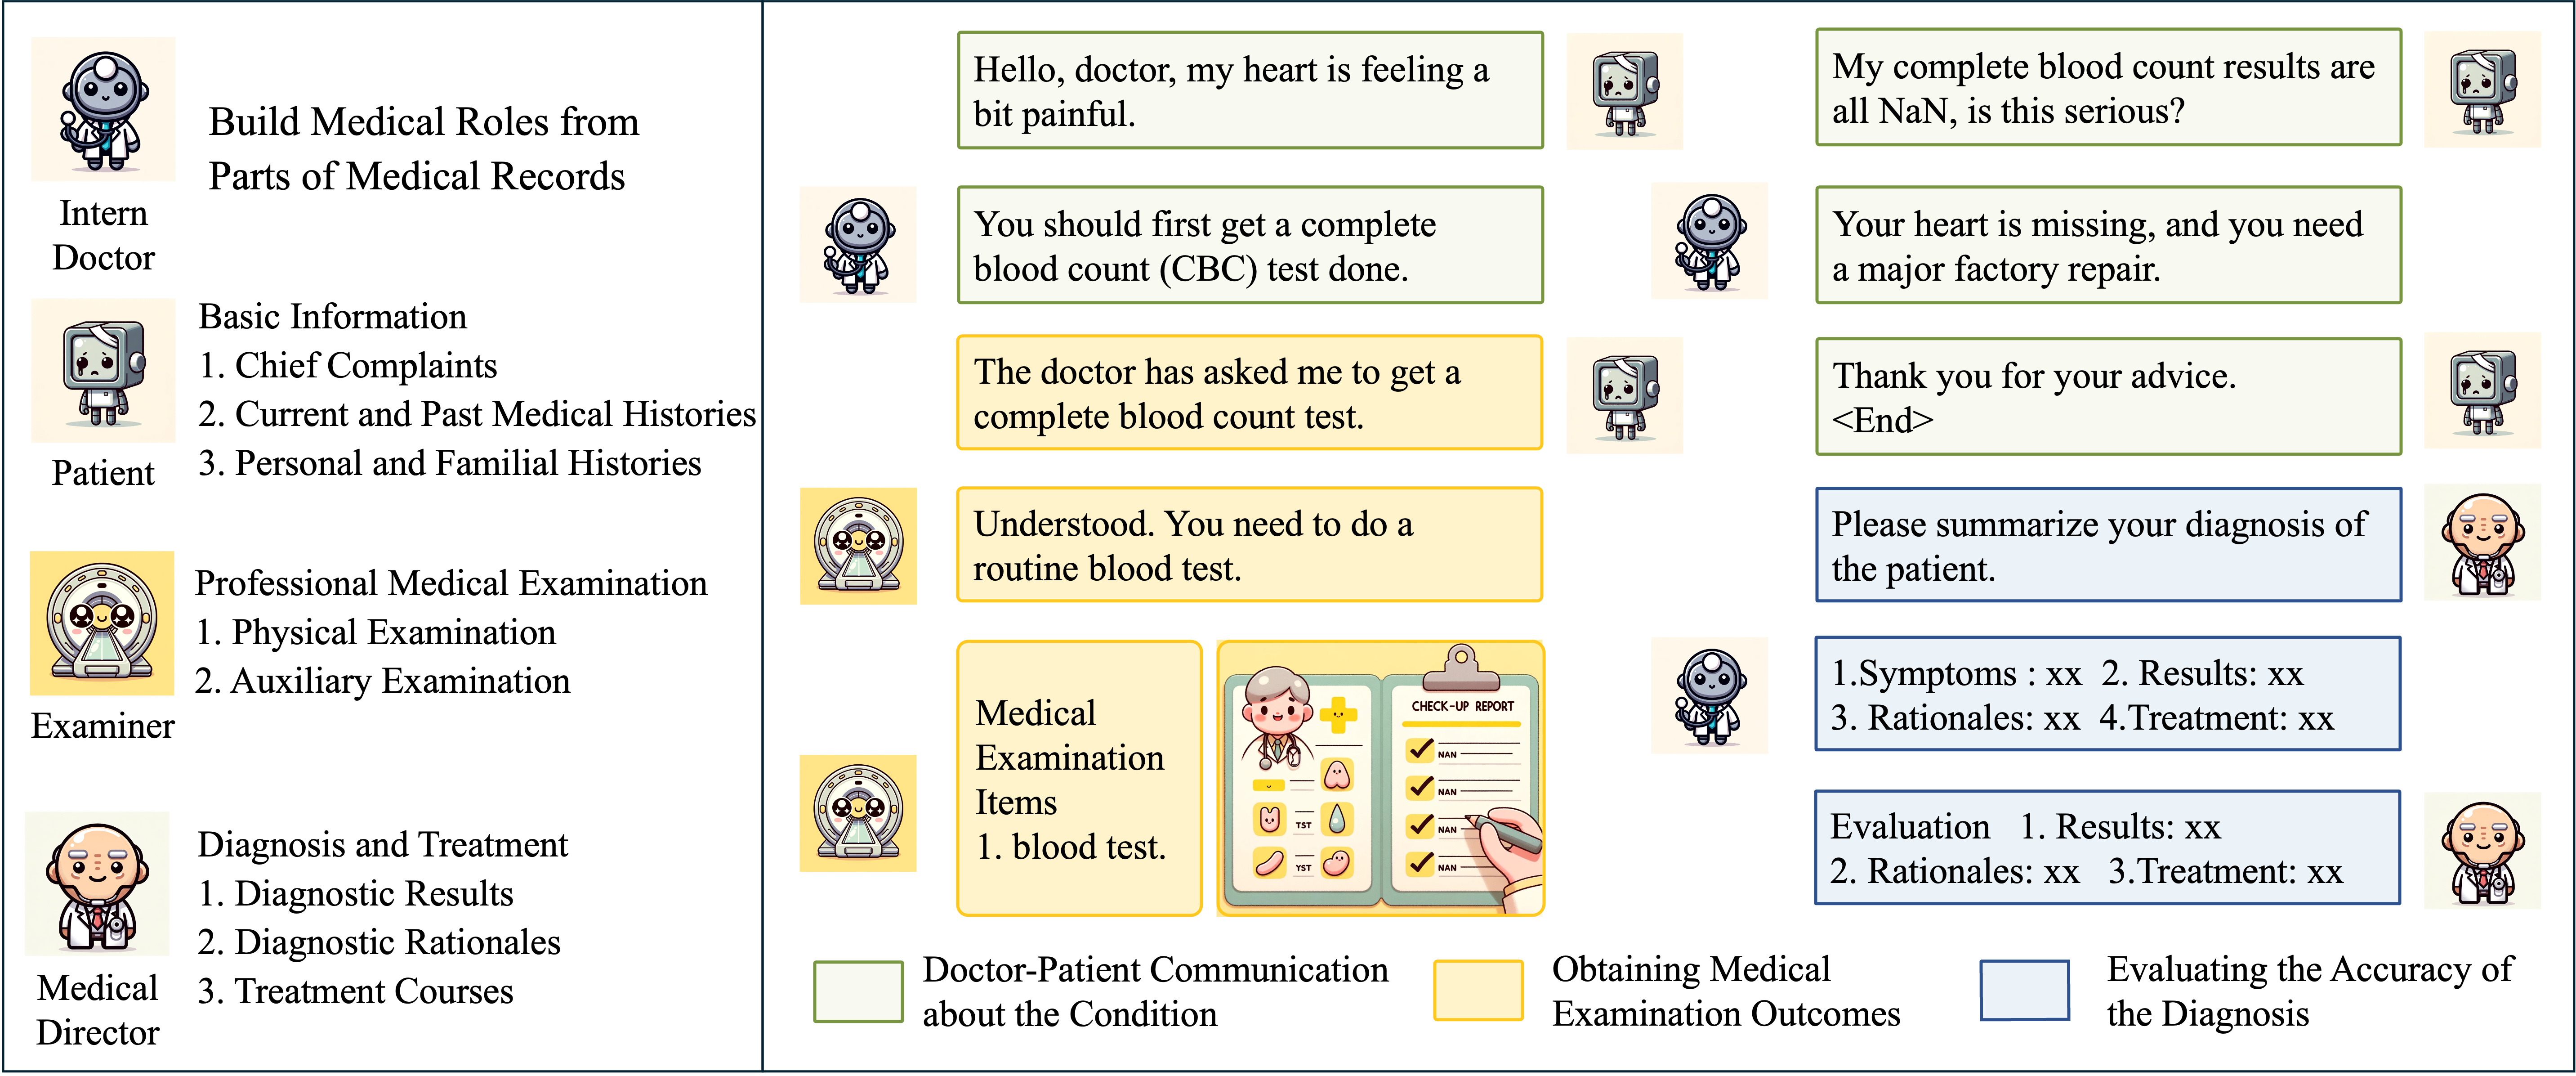 Build Medical Roles from
Parts of Medical Records
Intern
Doctor
Basic Information
1. Chief Complaints
2. Current and Past Medical Histories
3. Personal and Familial Histories
Patient
Professional Medical Examination
1. Physical Examination
2. Auxiliary Examination
Examiner
Diagnosis and Treatment
1. Diagnostic Results
2. Diagnostic Rationales
3. Treatment Courses
Medical
Director
Hello, doctor, my heart is feeling a
bit painful.
You should first get a complete
blood count (CBC) test done.
The doctor has asked me to get a
complete blood count test.
Understood. You need to do a
routine blood test.
Medical
Examination
Items
1. blood test.
TST
YST
CHECK-UP REPORT
NAN
NAN
NAN
NAN
My complete blood count results are
all NaN, is this serious?
Your heart is missing, and you need
a major factory repair.
Thank you for your advice.
<End>
Please summarize your diagnosis of
the patient.
1.Symptoms : xx  2. Results: xx
3. Rationales: xx  4.Treatment: xx
Evaluation   1. Results: xx
2. Rationales: xx   3.Treatment: xx
Doctor-Patient Communication
about the Condition
Obtaining Medical
Examination Outcomes
Evaluating the Accuracy of
the Diagnosis